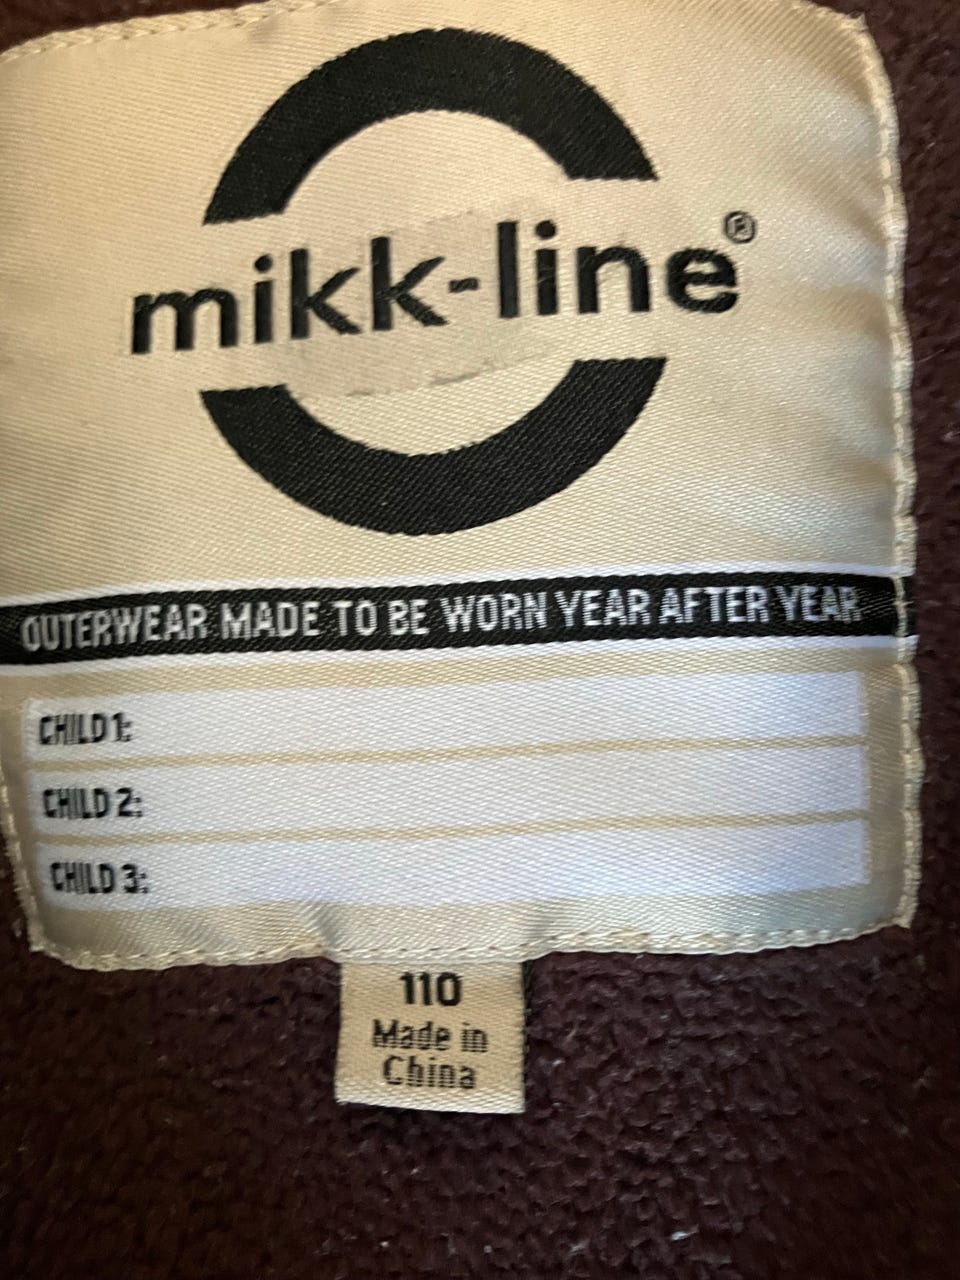 mikk-line®
OUTERWEAR MADE TO BE WORN YEAR AFTER YEAR
CHILD 1:
CHILD 2:
CHILD 3:
110
Made in
China